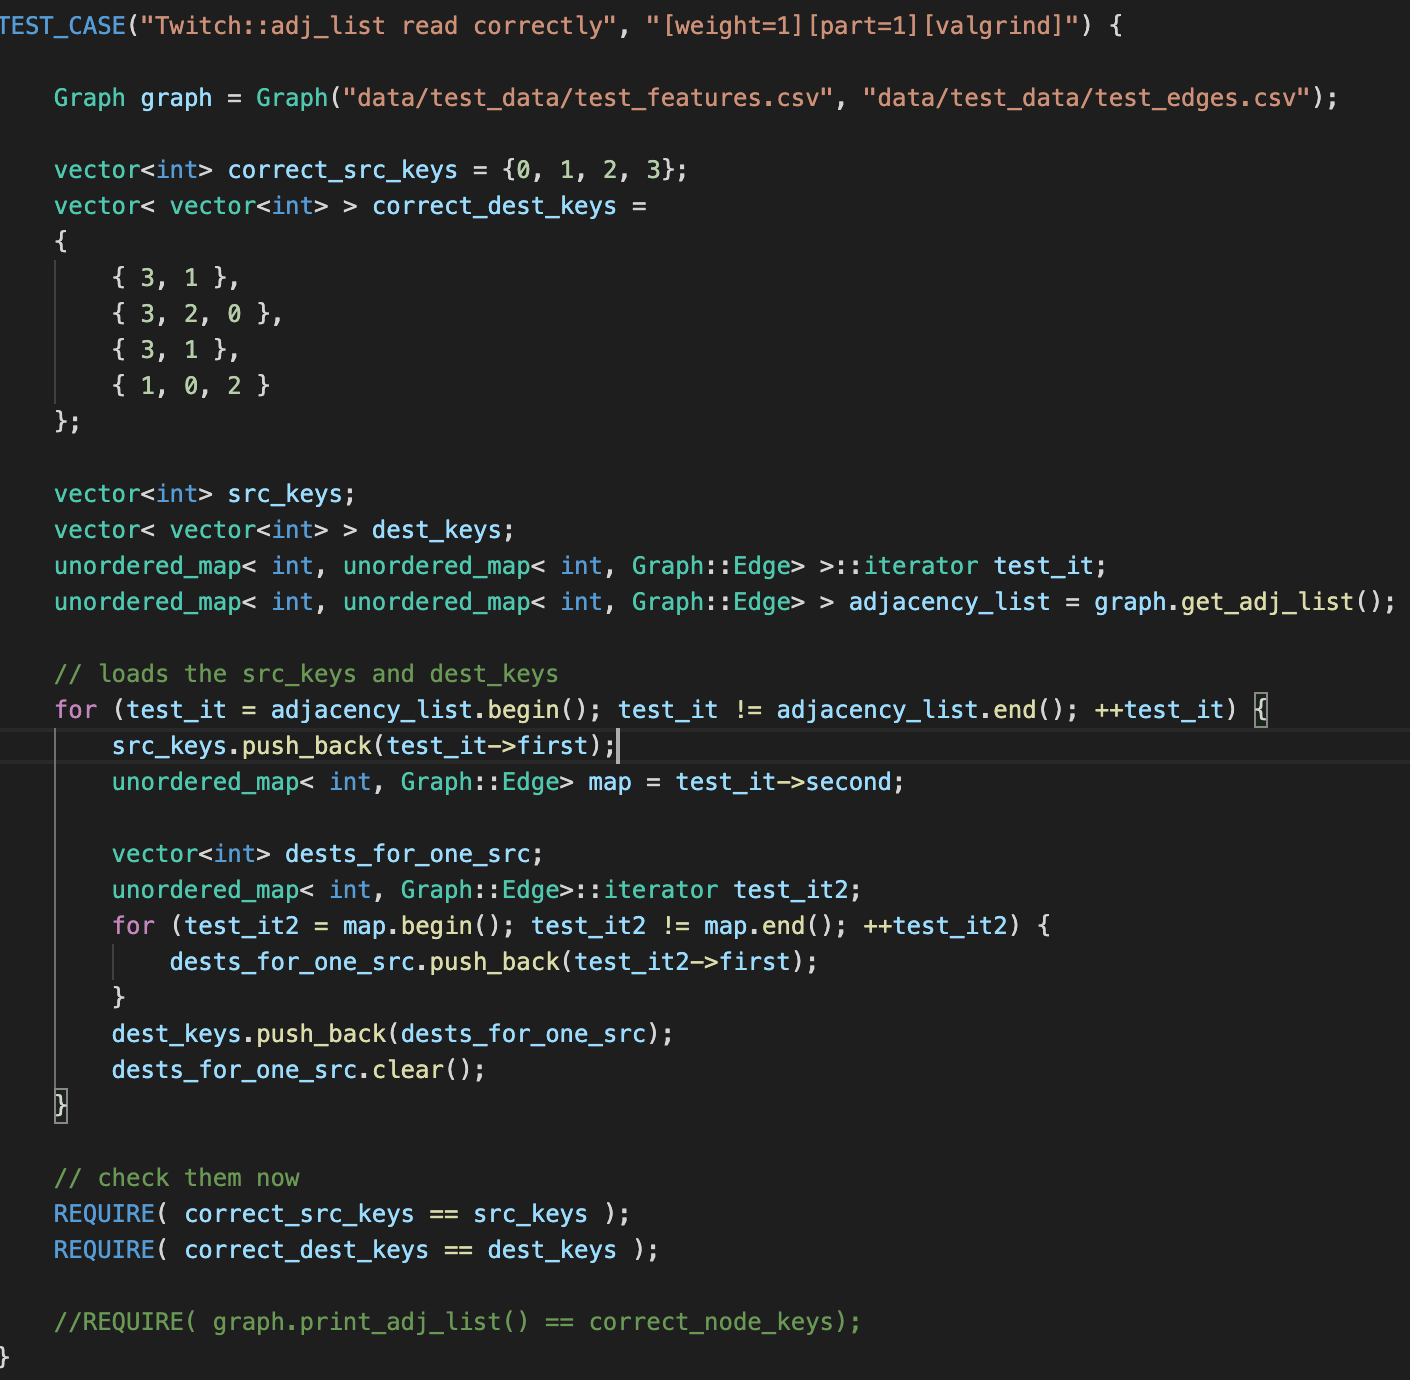 TEST_CASE("Twitch::adj_list read correctly", "[weight=1][part=1][valgrind]") {
Graph graph = Graph("data/test_data/test_features.csv", "data/test_data/test_edges.csv");
vector<int> correct_src_keys = {0, 1, 2, 3};
vector< vector<int> > correct_dest_keys =
{
{ 3, 1 },
{ 3, 2, 0 },
{ 3, 1 },
{ 1, 0, 2 }
};
vector<int> src_keys;
vector< vector<int> > dest_keys;
unordered_map< int, unordered_map< int, Graph::Edge> >::iterator test_it;
unordered_map< int, unordered_map< int, Graph::Edge> > adjacency_list = graph.get_adj_list();
// loads the src_keys and dest_keys
for (test_it = adjacency_list.begin(); test_it != adjacency_list.end(); ++test_it) {
src_keys.push_back(test_it->first);
unordered_map< int, Graph::Edge> map = test_it->second;
vector<int> dests_for_one_src;
unordered_map< int, Graph::Edge>::iterator test_it2;
for (test_it2 = map.begin(); test_it2 != map.end(); ++test_it2) {
dests_for_one_src.push_back(test_it2->first);
}
dest_keys.push_back(dests_for_one_src);
dests_for_one_src.clear();
}
// check them now
REQUIRE( correct_src_keys == src_keys );
REQUIRE( correct_dest_keys == dest_keys );
//REQUIRE( graph.print_adj_list() == correct_node_keys);
}